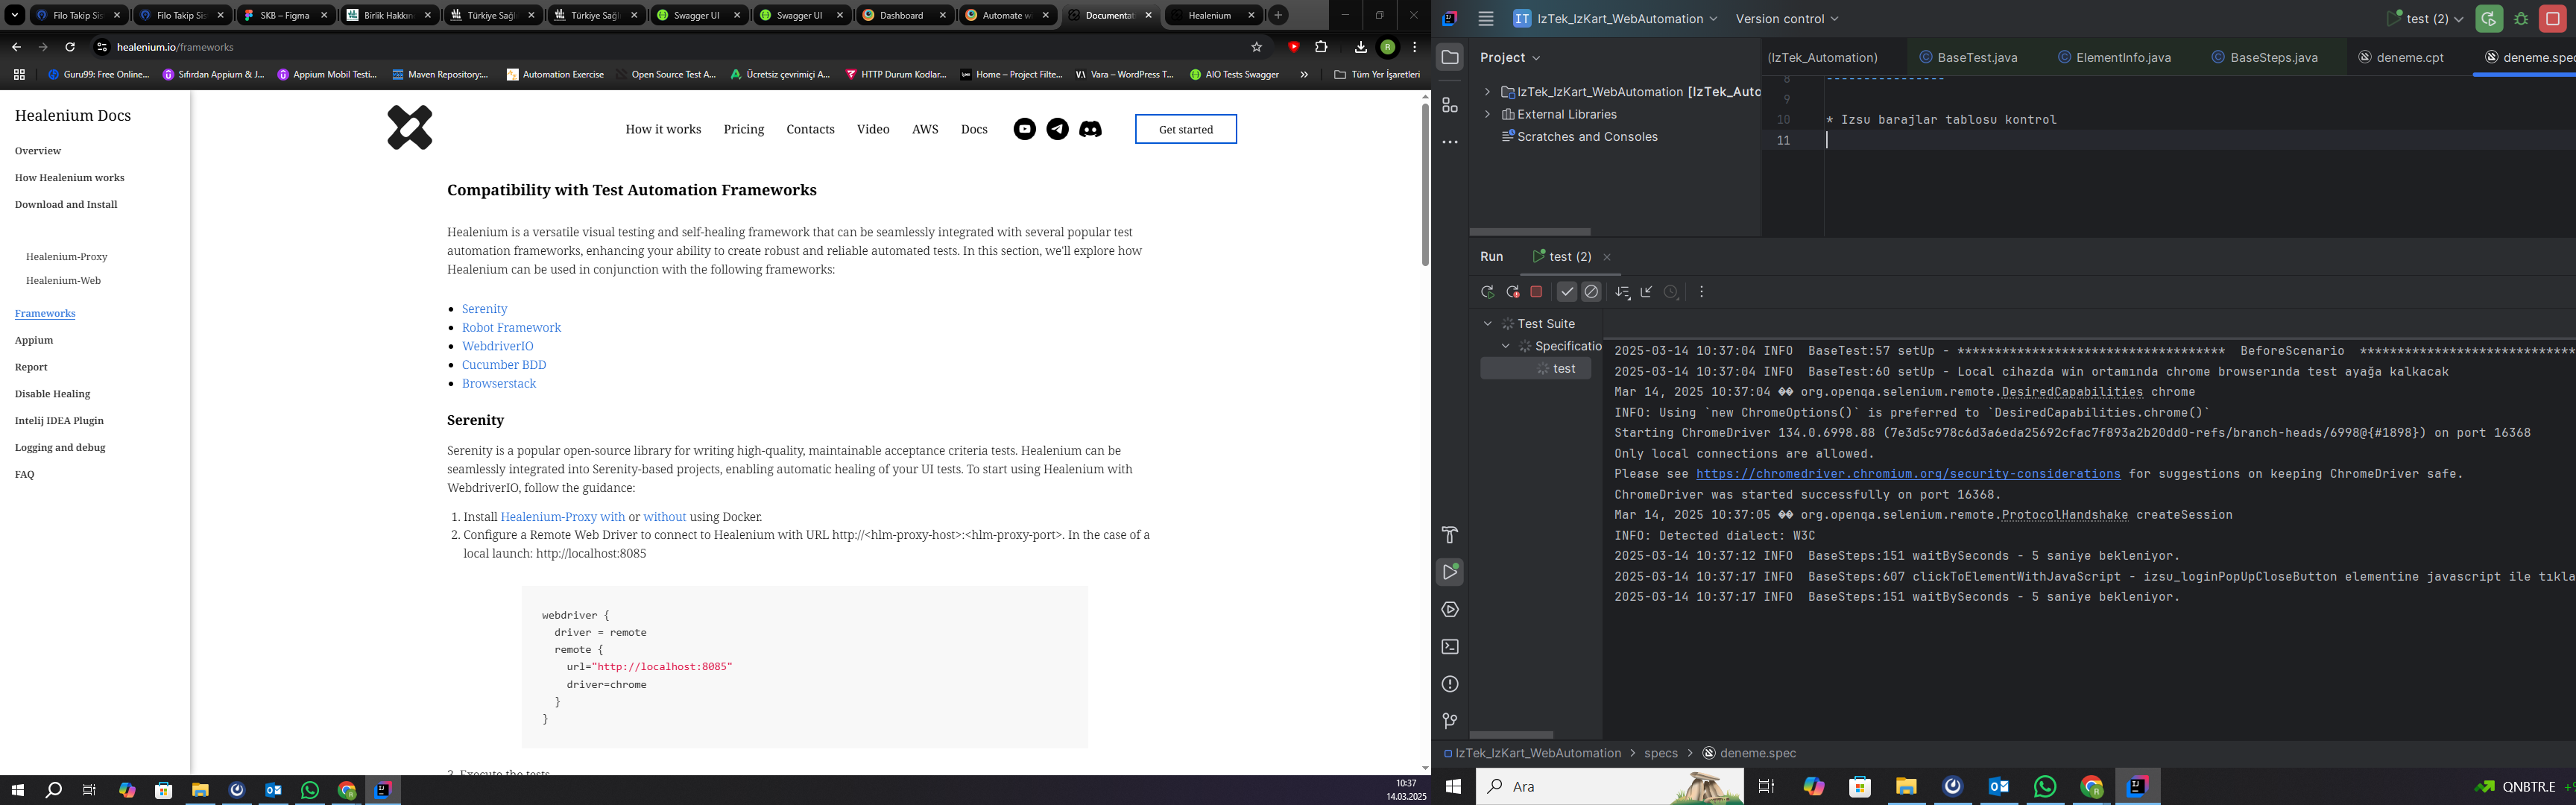 Filo Takip Sis
Filo Takip Sis
SKB – Figma
Birlik Hakkın
Türkiye Sağl
Türkiye Sağl
Swagger UI
Swagger UI
Dashboard
Automate w
Documentat
Healenium
healenium.io/frameworks
Guru99: Free Online...
Sıfırdan Appium & J...
Appium Mobil Testi...
Maven Repository:...
Automation Exercise
Open Source Test A...
Ücretsiz çevrimiçi A...
HTTP Durum Kodlar...
Home – Project Filte...
Vara – WordPress T...
AIO Tests Swagger
Tüm Yer İşaretleri
Healenium Docs
Overview
How Healenium works
Download and Install
Healenium-Proxy
Healenium-Web
Frameworks
Appium
Report
Disable Healing
Intelij IDEA Plugin
Logging and debug
FAQ
How it works
Pricing
Contacts
Video
AWS
Docs
Get started
Compatibility with Test Automation Frameworks
Healenium is a versatile visual testing and self-healing framework that can be seamlessly integrated with several popular test
automation frameworks, enhancing your ability to create robust and reliable automated tests. In this section, we'll explore how
Healenium can be used in conjunction with the following frameworks:
• Serenity
• Robot Framework
• WebdriverIO
• Cucumber BDD
• Browserstack
Serenity
Serenity is a popular open-source library for writing high-quality, maintainable acceptance criteria tests. Healenium can be
seamlessly integrated into Serenity-based projects, enabling automatic healing of your UI tests. To start using Healenium with
WebdriverIO, follow the guidance:
1. Install Healenium-Proxy with or without using Docker.
2. Configure a Remote Web Driver to connect to Healenium with URL http://<hlm-proxy-host>:<hlm-proxy-port>. In the case of a
local launch: http://localhost:8085
webdriver {
driver = remote
remote {
url="http://localhost:8085"
driver=chrome
}
}
3. Execute the tests
10:37
14.03.2025
IT IzTek_IzKart_WebAutomation
Version control
test (2)
Project
IzTek_IzKart_WebAutomation [IzTek_Auto
External Libraries
Scratches and Consoles
(IzTek_Automation)
BaseTest.java
ElementInfo.java
BaseSteps.java
deneme.cpt
deneme.spec
8 ----------------
9
10 * Izsu barajlar tablosu kontrol
11
Run
test (2)
Test Suite
Specificatio
test
2025-03-14 10:37:04 INFO  BaseTest:57 setUp - ************************************  BeforeScenario  *****************************
2025-03-14 10:37:04 INFO  BaseTest:60 setUp - Local cihazda win ortamında chrome browserında test ayağa kalkacak
Mar 14, 2025 10:37:04 �� org.openqa.selenium.remote.DesiredCapabilities chrome
INFO: Using `new ChromeOptions()` is preferred to `DesiredCapabilities.chrome()`
Starting ChromeDriver 134.0.6998.88 (7e3d5c978c6d3a6eda25692cfac7f893a2b20dd0-refs/branch-heads/6998@{#1898}) on port 16368
Only local connections are allowed.
Please see https://chromedriver.chromium.org/security-considerations for suggestions on keeping ChromeDriver safe.
ChromeDriver was started successfully on port 16368.
Mar 14, 2025 10:37:05 �� org.openqa.selenium.remote.ProtocolHandshake createSession
INFO: Detected dialect: W3C
2025-03-14 10:37:12 INFO  BaseSteps:151 waitBySeconds - 5 saniye bekleniyor.
2025-03-14 10:37:17 INFO  BaseSteps:607 clickToElementWithJavaScript - izsu_loginPopUpCloseButton elementine javascript ile tıkla
2025-03-14 10:37:17 INFO  BaseSteps:151 waitBySeconds - 5 saniye bekleniyor.
IzTek_IzKart_WebAutomation > specs > deneme.spec
Ara
QNBTR.E